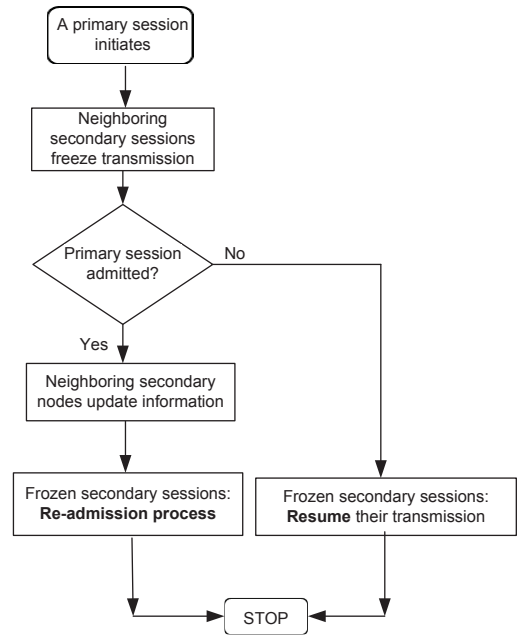 A primary session
initiates
Neighboring
secondary sessions
freeze transmission
Primary session
admitted?
No
Yes
Neighboring secondary
nodes update information
Frozen secondary sessions:
Re-admission process
Frozen secondary sessions:
Resume their transmission
STOP